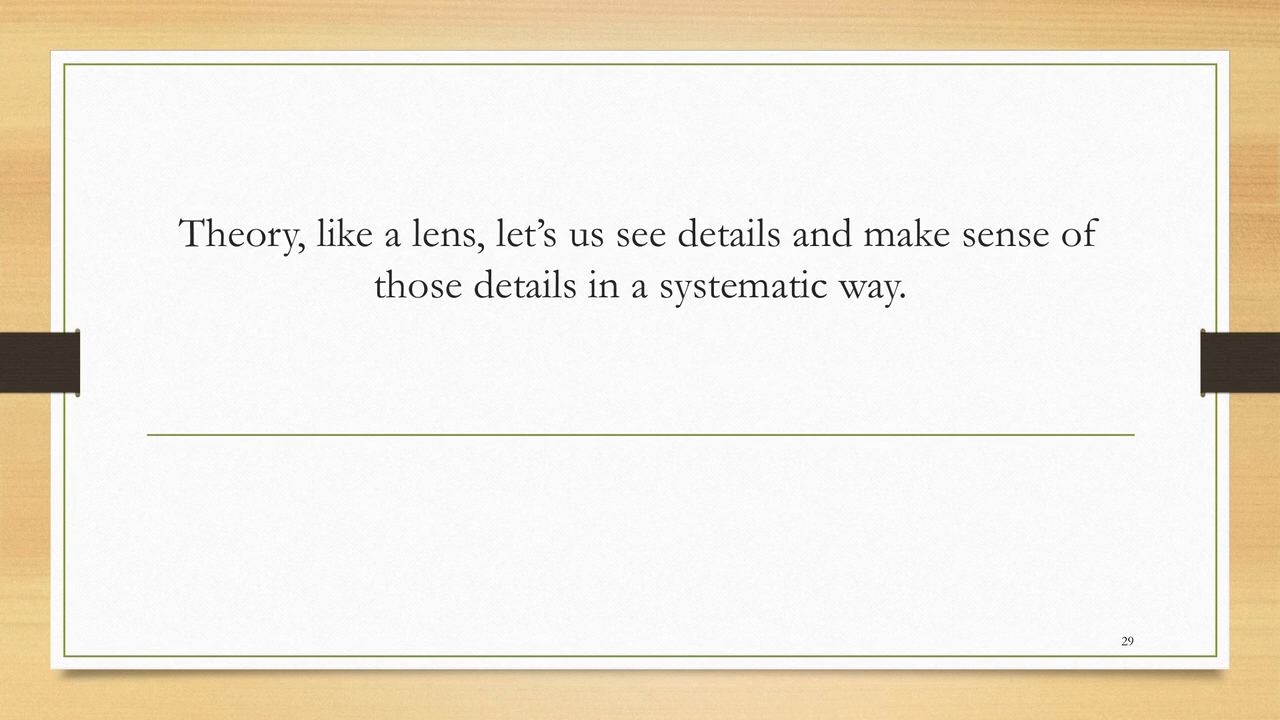 Theory, like a lens, let’s us see details and make sense of
those details in a systematic way.
29